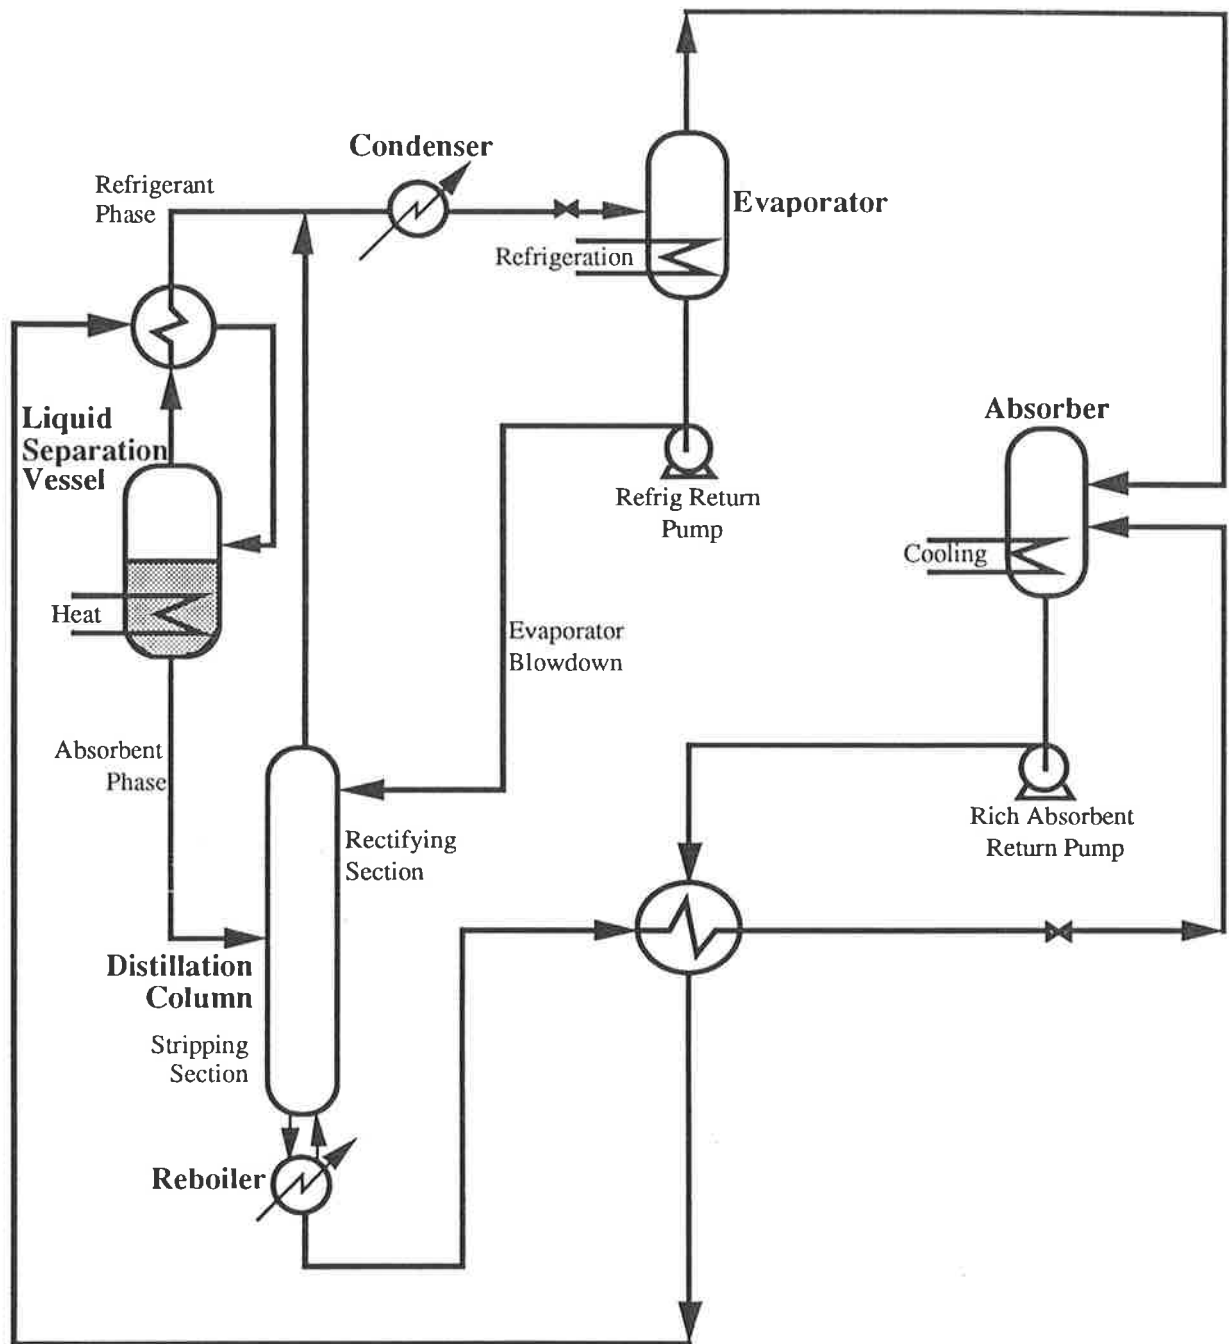 Condenser
Refrigerant
Phase
Evaporator
Refrigeration
Liquid
Separation
Vessel
Absorber
Refrig Return
Pump
Cooling
Heat
Evaporator
Blowdown
Absorbent
Phase
Rectifying
Section
Rich Absorbent
Return Pump
Distillation
Column
Stripping
Section
Reboiler